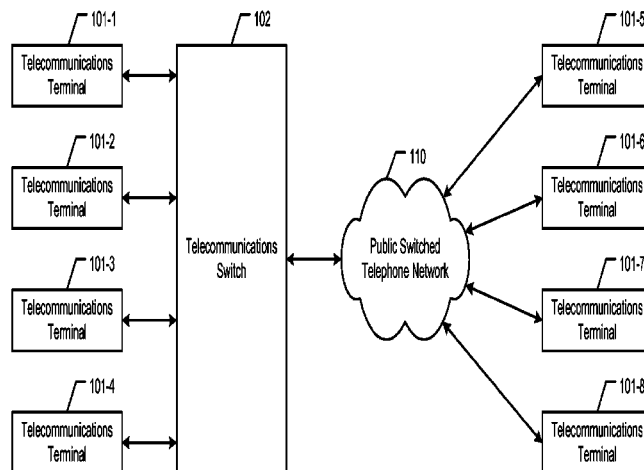 101-1
102
101-5
Telecommunications
Terminal
Telecommunications
Terminal
101-2
101-6
110
Telecommunications
Terminal
Telecommunications
Terminal
Telecommunications
Switch
Public Switched
Telephone Network
101-3
101-7
Telecommunications
Terminal
Telecommunications
Terminal
101-4
101-8
Telecommunications
Terminal
Telecommunications
Terminal